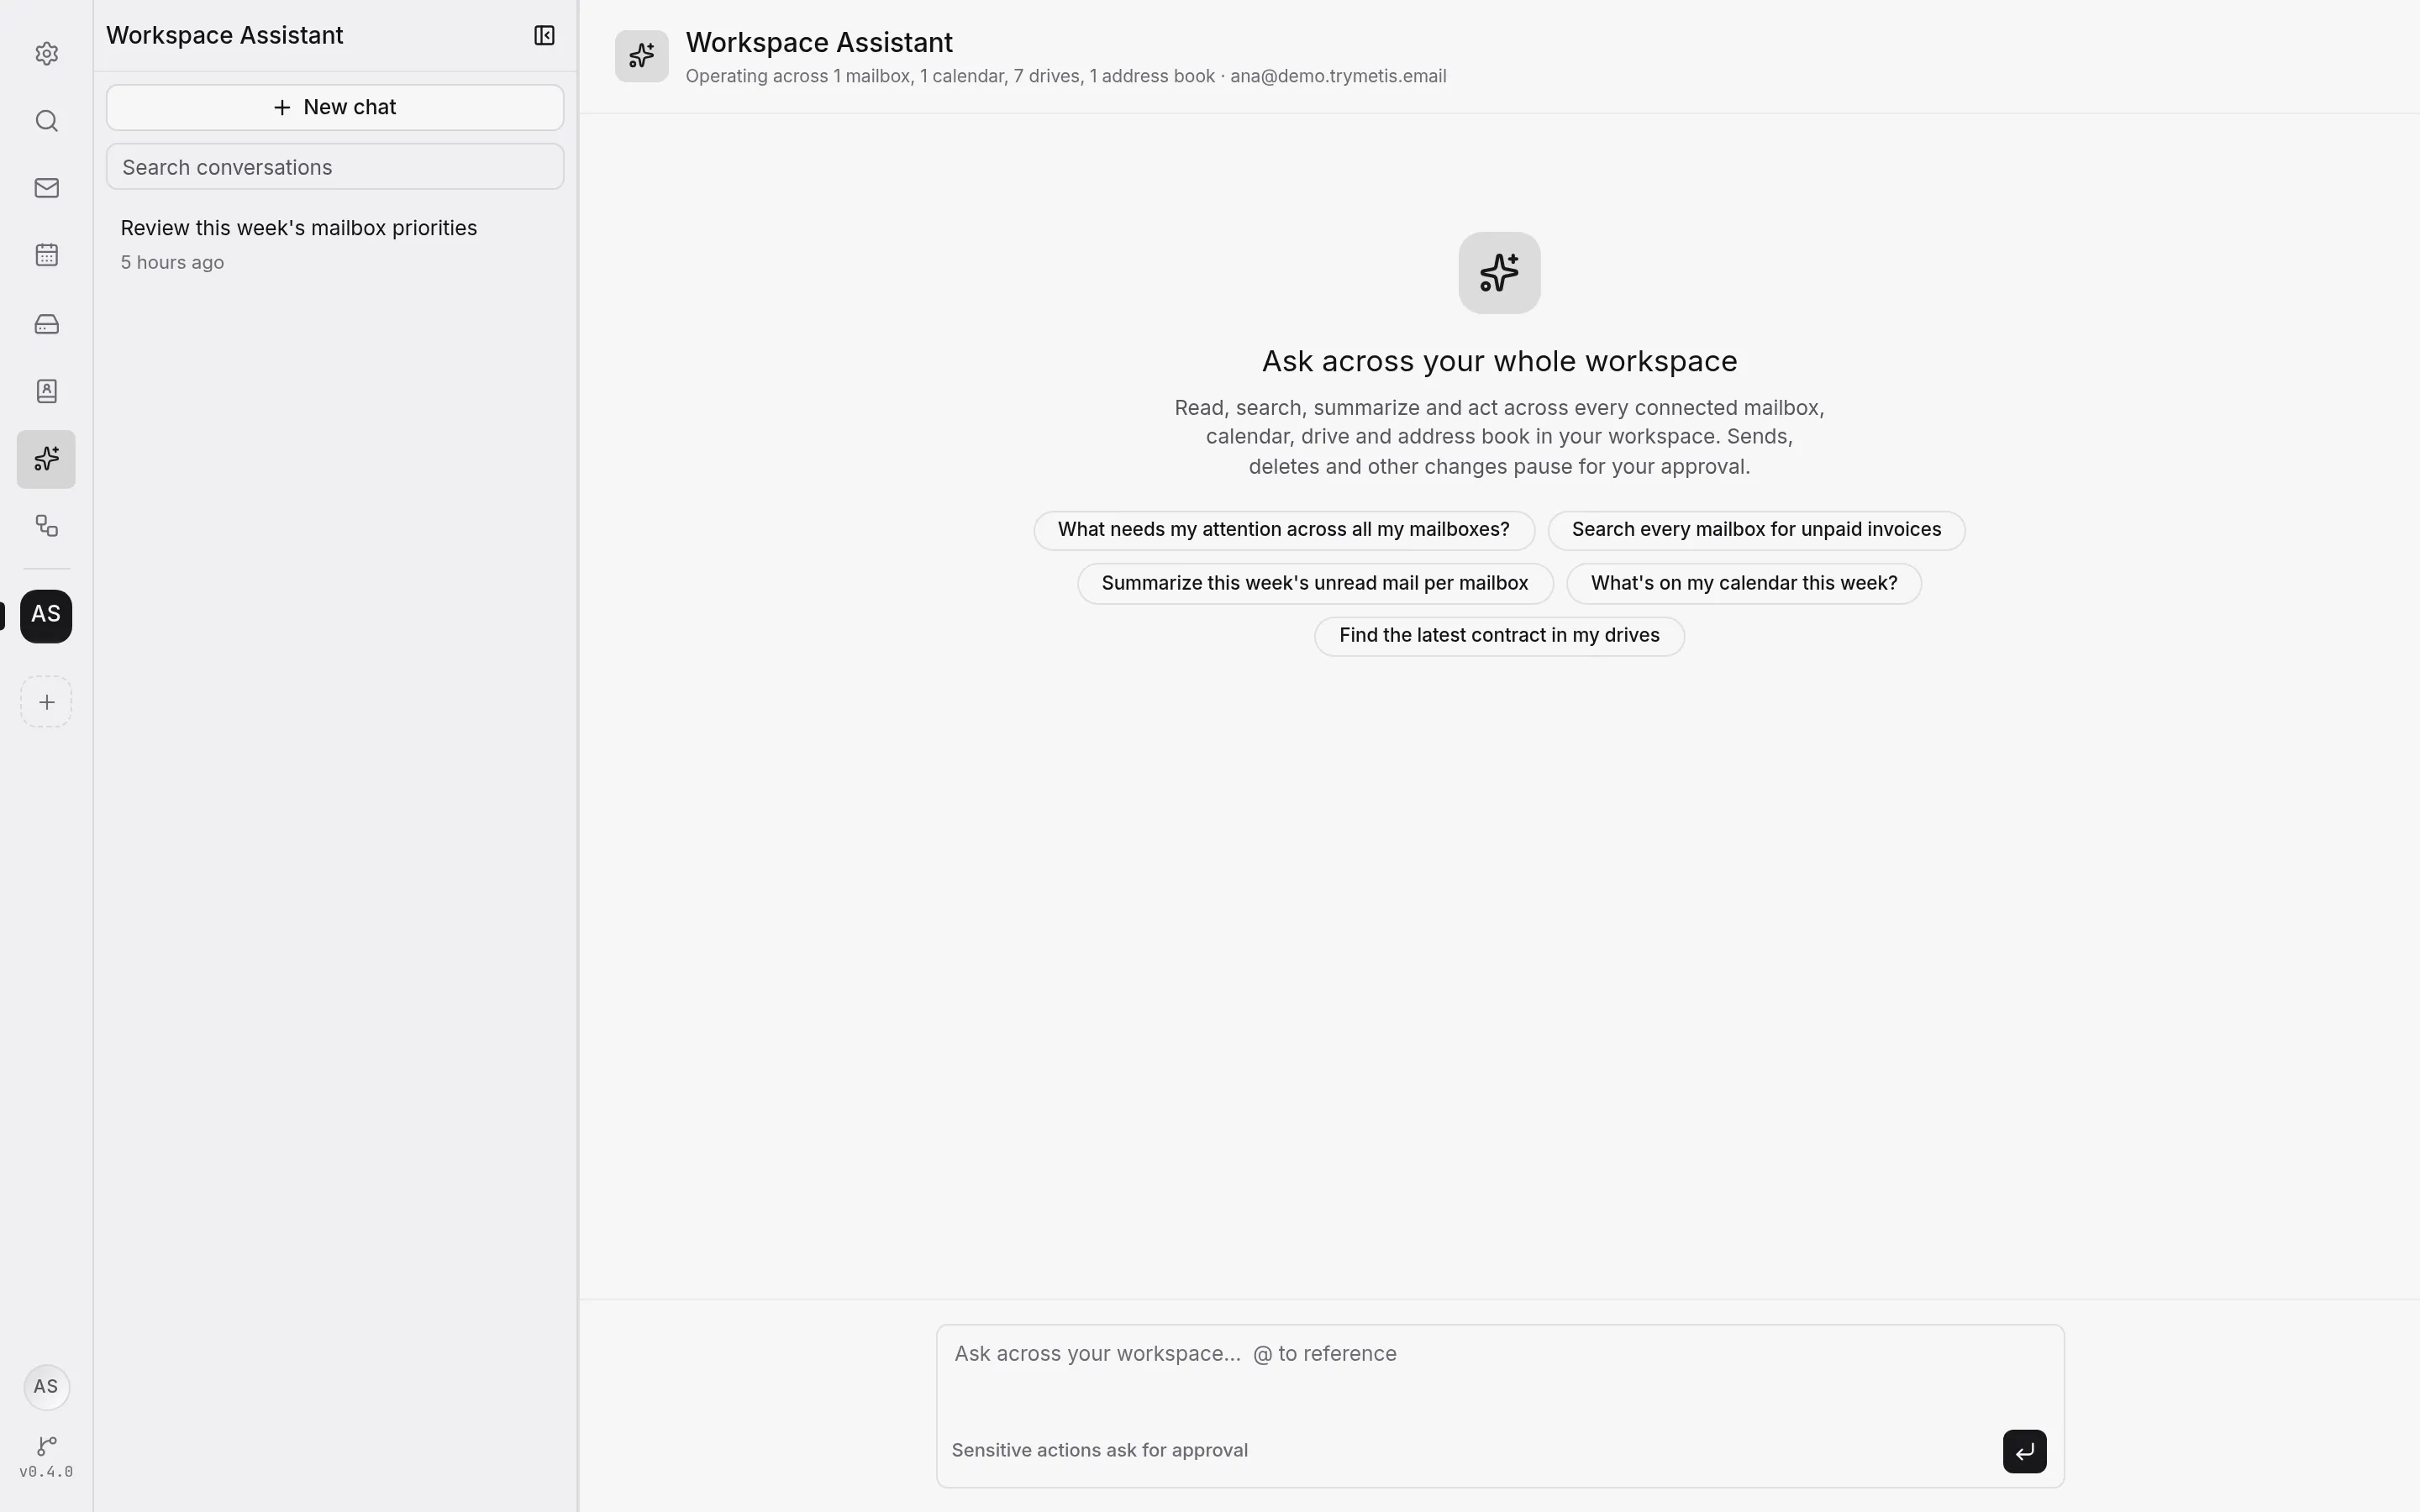 Workspace Assistant
New chat
Search conversations
Review this week's mailbox priorities
5 hours ago
AS
AS
v0.4.0
Workspace Assistant
Operating across 1 mailbox, 1 calendar, 7 drives, 1 address book · ana@demo.trymetis.email
Ask across your whole workspace
Read, search, summarize and act across every connected mailbox,
calendar, drive and address book in your workspace. Sends,
deletes and other changes pause for your approval.
What needs my attention across all my mailboxes?
Search every mailbox for unpaid invoices
Summarize this week's unread mail per mailbox
What's on my calendar this week?
Find the latest contract in my drives
Ask across your workspace... @ to reference
Sensitive actions ask for approval